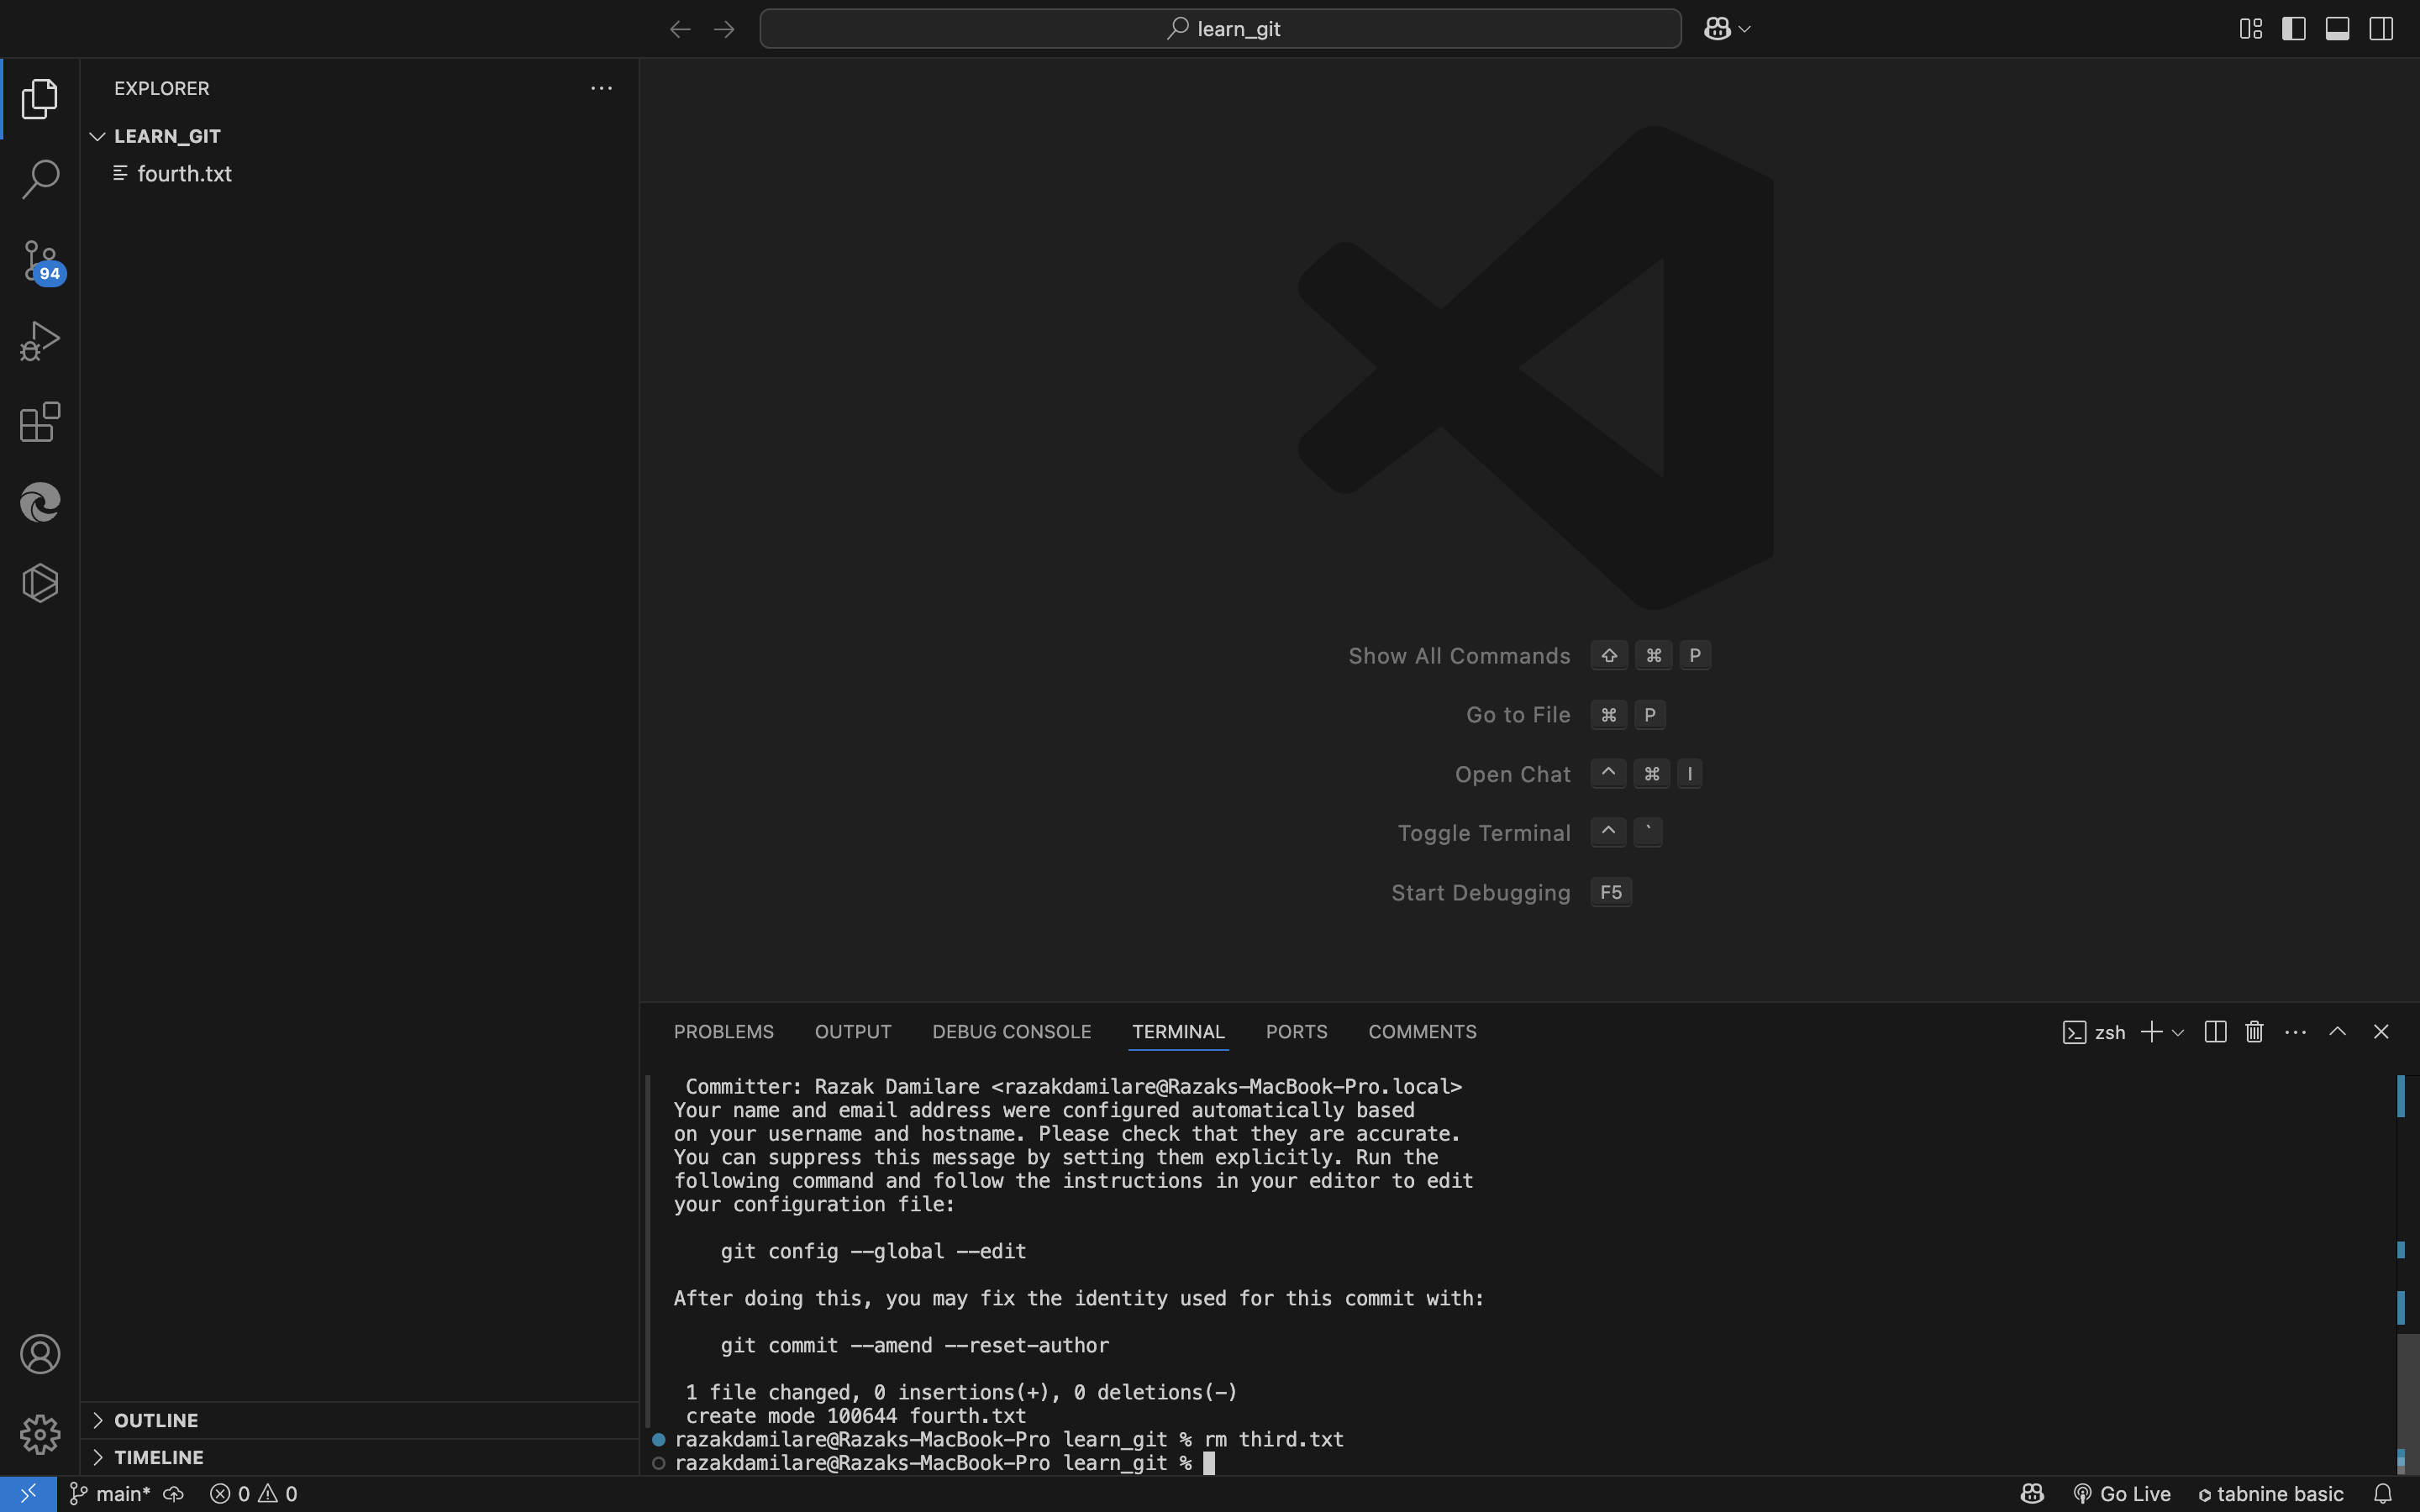 learn_git
EXPLORER
LEARN_GIT
fourth.txt
94
Show All Commands ⇧ ⌘ P
Go to File ⌘ P
Open Chat ^ ⌘ I
Toggle Terminal ^ `
Start Debugging F5
PROBLEMS OUTPUT DEBUG CONSOLE TERMINAL PORTS COMMENTS
zsh
Committer: Razak Damilare <razakdamilare@Razaks-MacBook-Pro.local>
Your name and email address were configured automatically based
on your username and hostname. Please check that they are accurate.
You can suppress this message by setting them explicitly. Run the
following command and follow the instructions in your editor to edit
your configuration file:
git config --global --edit
After doing this, you may fix the identity used for this commit with:
git commit --amend --reset-author
1 file changed, 0 insertions(+), 0 deletions(-)
create mode 100644 fourth.txt
razakdamilare@Razaks-MacBook-Pro learn_git % rm third.txt
razakdamilare@Razaks-MacBook-Pro learn_git %
OUTLINE
TIMELINE
main* 0 0
Go Live tabnine basic